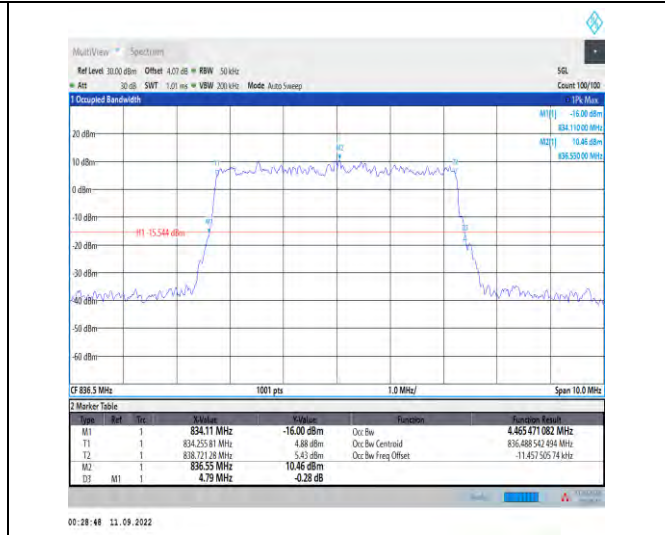 MultiView Spectrum
Ref Level 30.00 dBm Offset 4.07 dB RBW 50 kHz SGL
Att 30 dB SWT 1.01 ms VBW 200 kHz Mode Auto Sweep Count 100/100
1 Occupied Bandwidth 1Pk Max
M1[1] -16.00 dBm
834.110 00 MHz
M2[1] 10.46 dBm
836.550 00 MHz
20 dBm
M2
10 dBm
T1
0 dBm
-10 dBm
M1
H1 -15.544 dBm
-20 dBm
-30 dBm
-40 dBm
-50 dBm
-60 dBm
CF 836.5 MHz 1001 pts 1.0 MHz/ Span 10.0 MHz
2 Marker Table
Type Ref Trc X-Value Y-Value Function Function Result
M1 1 834.11 MHz -16.00 dBm Occ Bw 4.465 471 082 MHz
T1 1 834.255 81 MHz 4.88 dBm Occ Bw Centroid 836.488 542 494 MHz
T2 1 838.721 28 MHz 5.43 dBm Occ Bw Freq Offset -11.457 505 74 kHz
M2 1 836.55 MHz 10.46 dBm
D3 M1 1 4.79 MHz -0.28 dB
Ready
00:28:48 11.09.2022